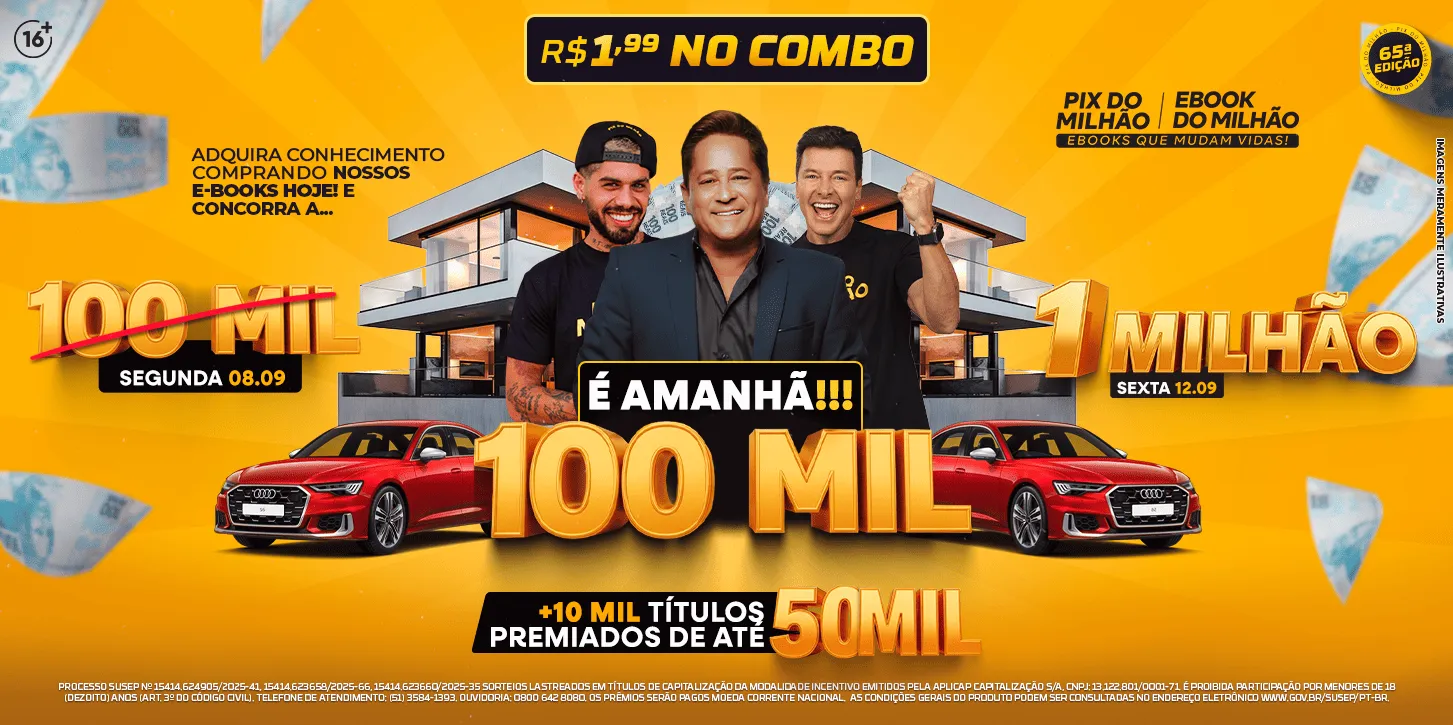 16+
R$1,99 NO COMBO
65ª
EDIÇÃO
PIX DO
MILHÃO
EBOOK
DO MILHÃO
EBOOKS QUE MUDAM VIDAS!
ADQUIRA CONHECIMENTO
COMPRANDO NOSSOS
E-BOOKS HOJE! E
CONCORRA A...
IMAGENS MERAMENTE ILUSTRATIVAS
100 MIL
SEGUNDA 08.09
1 MILHÃO
SEXTA 12.09
É AMANHÃ!!!
100 MIL
+10 MIL TÍTULOS
PREMIADOS DE ATÉ
50MIL
PROCESSO SUSEP Nº 15414.624905/2025-41, 15414.623658/2025-66, 15414.623660/2025-35 SORTEIOS LASTREADOS EM TÍTULOS DE CAPITALIZAÇÃO DA MODALIDADE INCENTIVO EMITIDOS PELA APLICAP CAPITALIZAÇÃO S/A, CNPJ: 13.122.801/0001-71. É PROIBIDA PARTICIPAÇÃO POR MENORES DE 18
(DEZOITO) ANOS (ART. 3º DO CÓDIGO CIVIL). TELEFONE DE ATENDIMENTO: (51) 3584-1393. OUVIDORIA: 0800 642 8080. OS PRÊMIOS SERÃO PAGOS MOEDA CORRENTE NACIONAL. AS CONDIÇÕES GERAIS DO PRODUTO PODEM SER CONSULTADAS NO ENDEREÇO ELETRÔNICO WWW.GOV.BR/SUSEP/PT-BR.